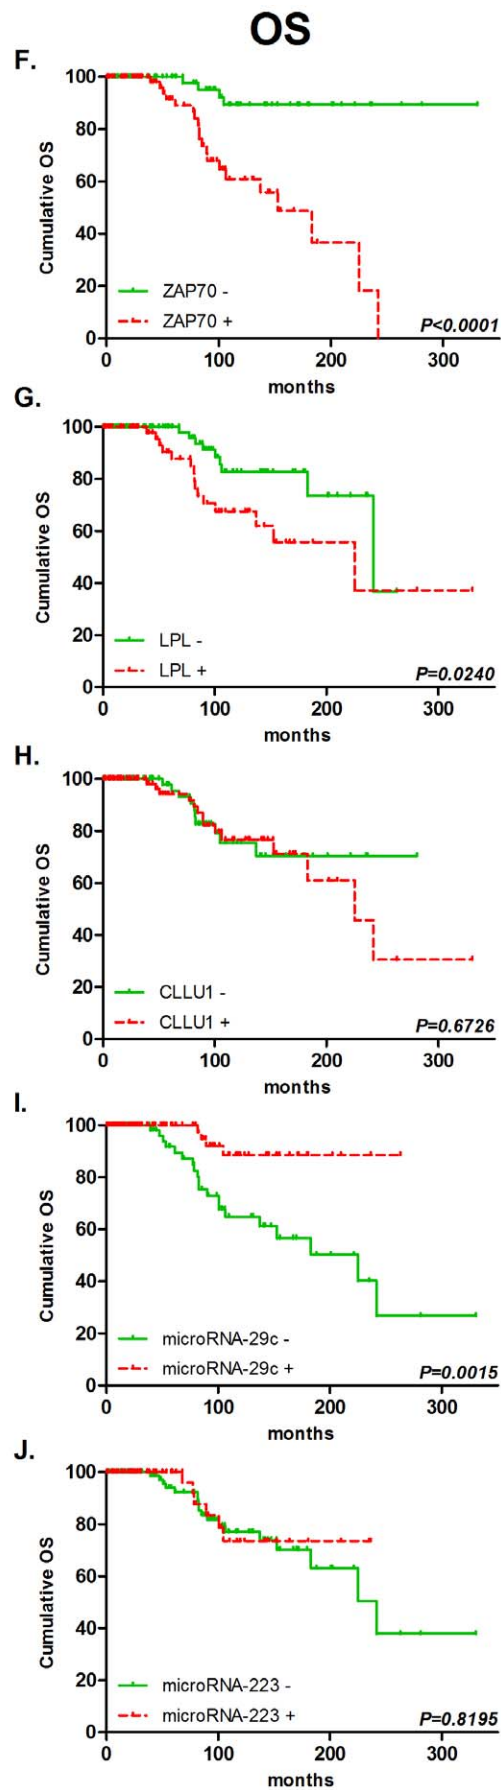 OS
F.
100
80
60
40
20
0
Cumulative OS
ZAP70 -
ZAP70 +
P<0.0001
0 100 200 300
months
G.
100
80
60
40
20
0
Cumulative OS
LPL -
LPL +
P=0.0240
0 100 200 300
months
H.
100
80
60
40
20
0
Cumulative OS
CLLU1 -
CLLU1 +
P=0.6726
0 100 200 300
months
I.
100
80
60
40
20
0
Cumulative OS
microRNA-29c -
microRNA-29c +
P=0.0015
0 100 200 300
months
J.
100
80
60
40
20
0
Cumulative OS
microRNA-223 -
microRNA-223 +
P=0.8195
0 100 200 300
months